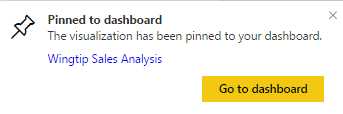 Pinned to dashboard
The visualization has been pinned to your dashboard.
Wingtip Sales Analysis
Go to dashboard